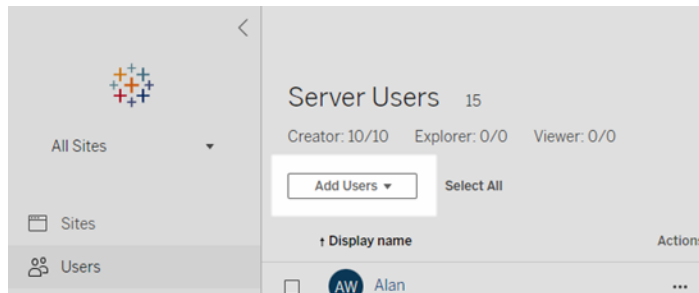 All Sites
Sites
Users
Server Users 15
Creator: 10/10 Explorer: 0/0 Viewer: 0/0
Add Users Select All
↑ Display name Actions
AW Alan